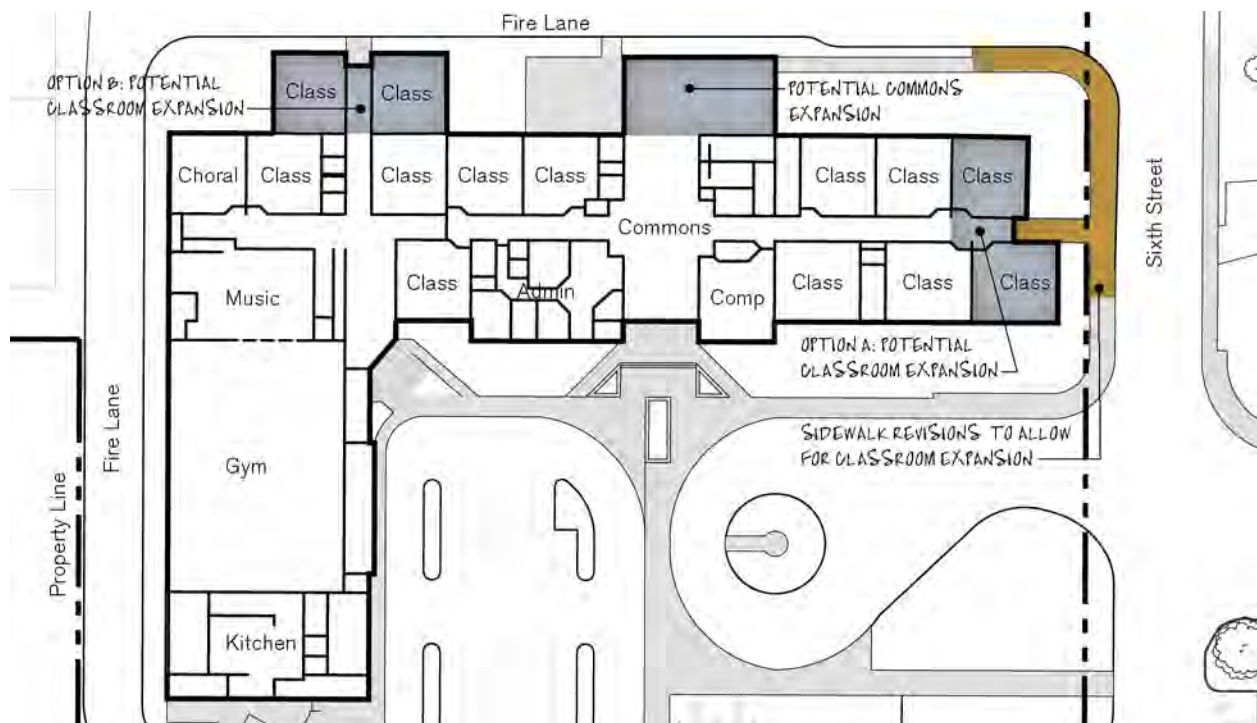 Fire Lane
OPTION B: POTENTIAL
CLASSROOM EXPANSION
Class
Class
POTENTIAL COMMONS
EXPANSION
Choral
Class
Class
Class
Class
Class
Class
Class
Commons
Sixth Street
Music
Class
Admin
Comp
Class
Class
Class
OPTION A: POTENTIAL
CLASSROOM EXPANSION
Fire Lane
SIDEWALK REVISIONS TO ALLOW
FOR CLASSROOM EXPANSION
Gym
Property Line
Kitchen